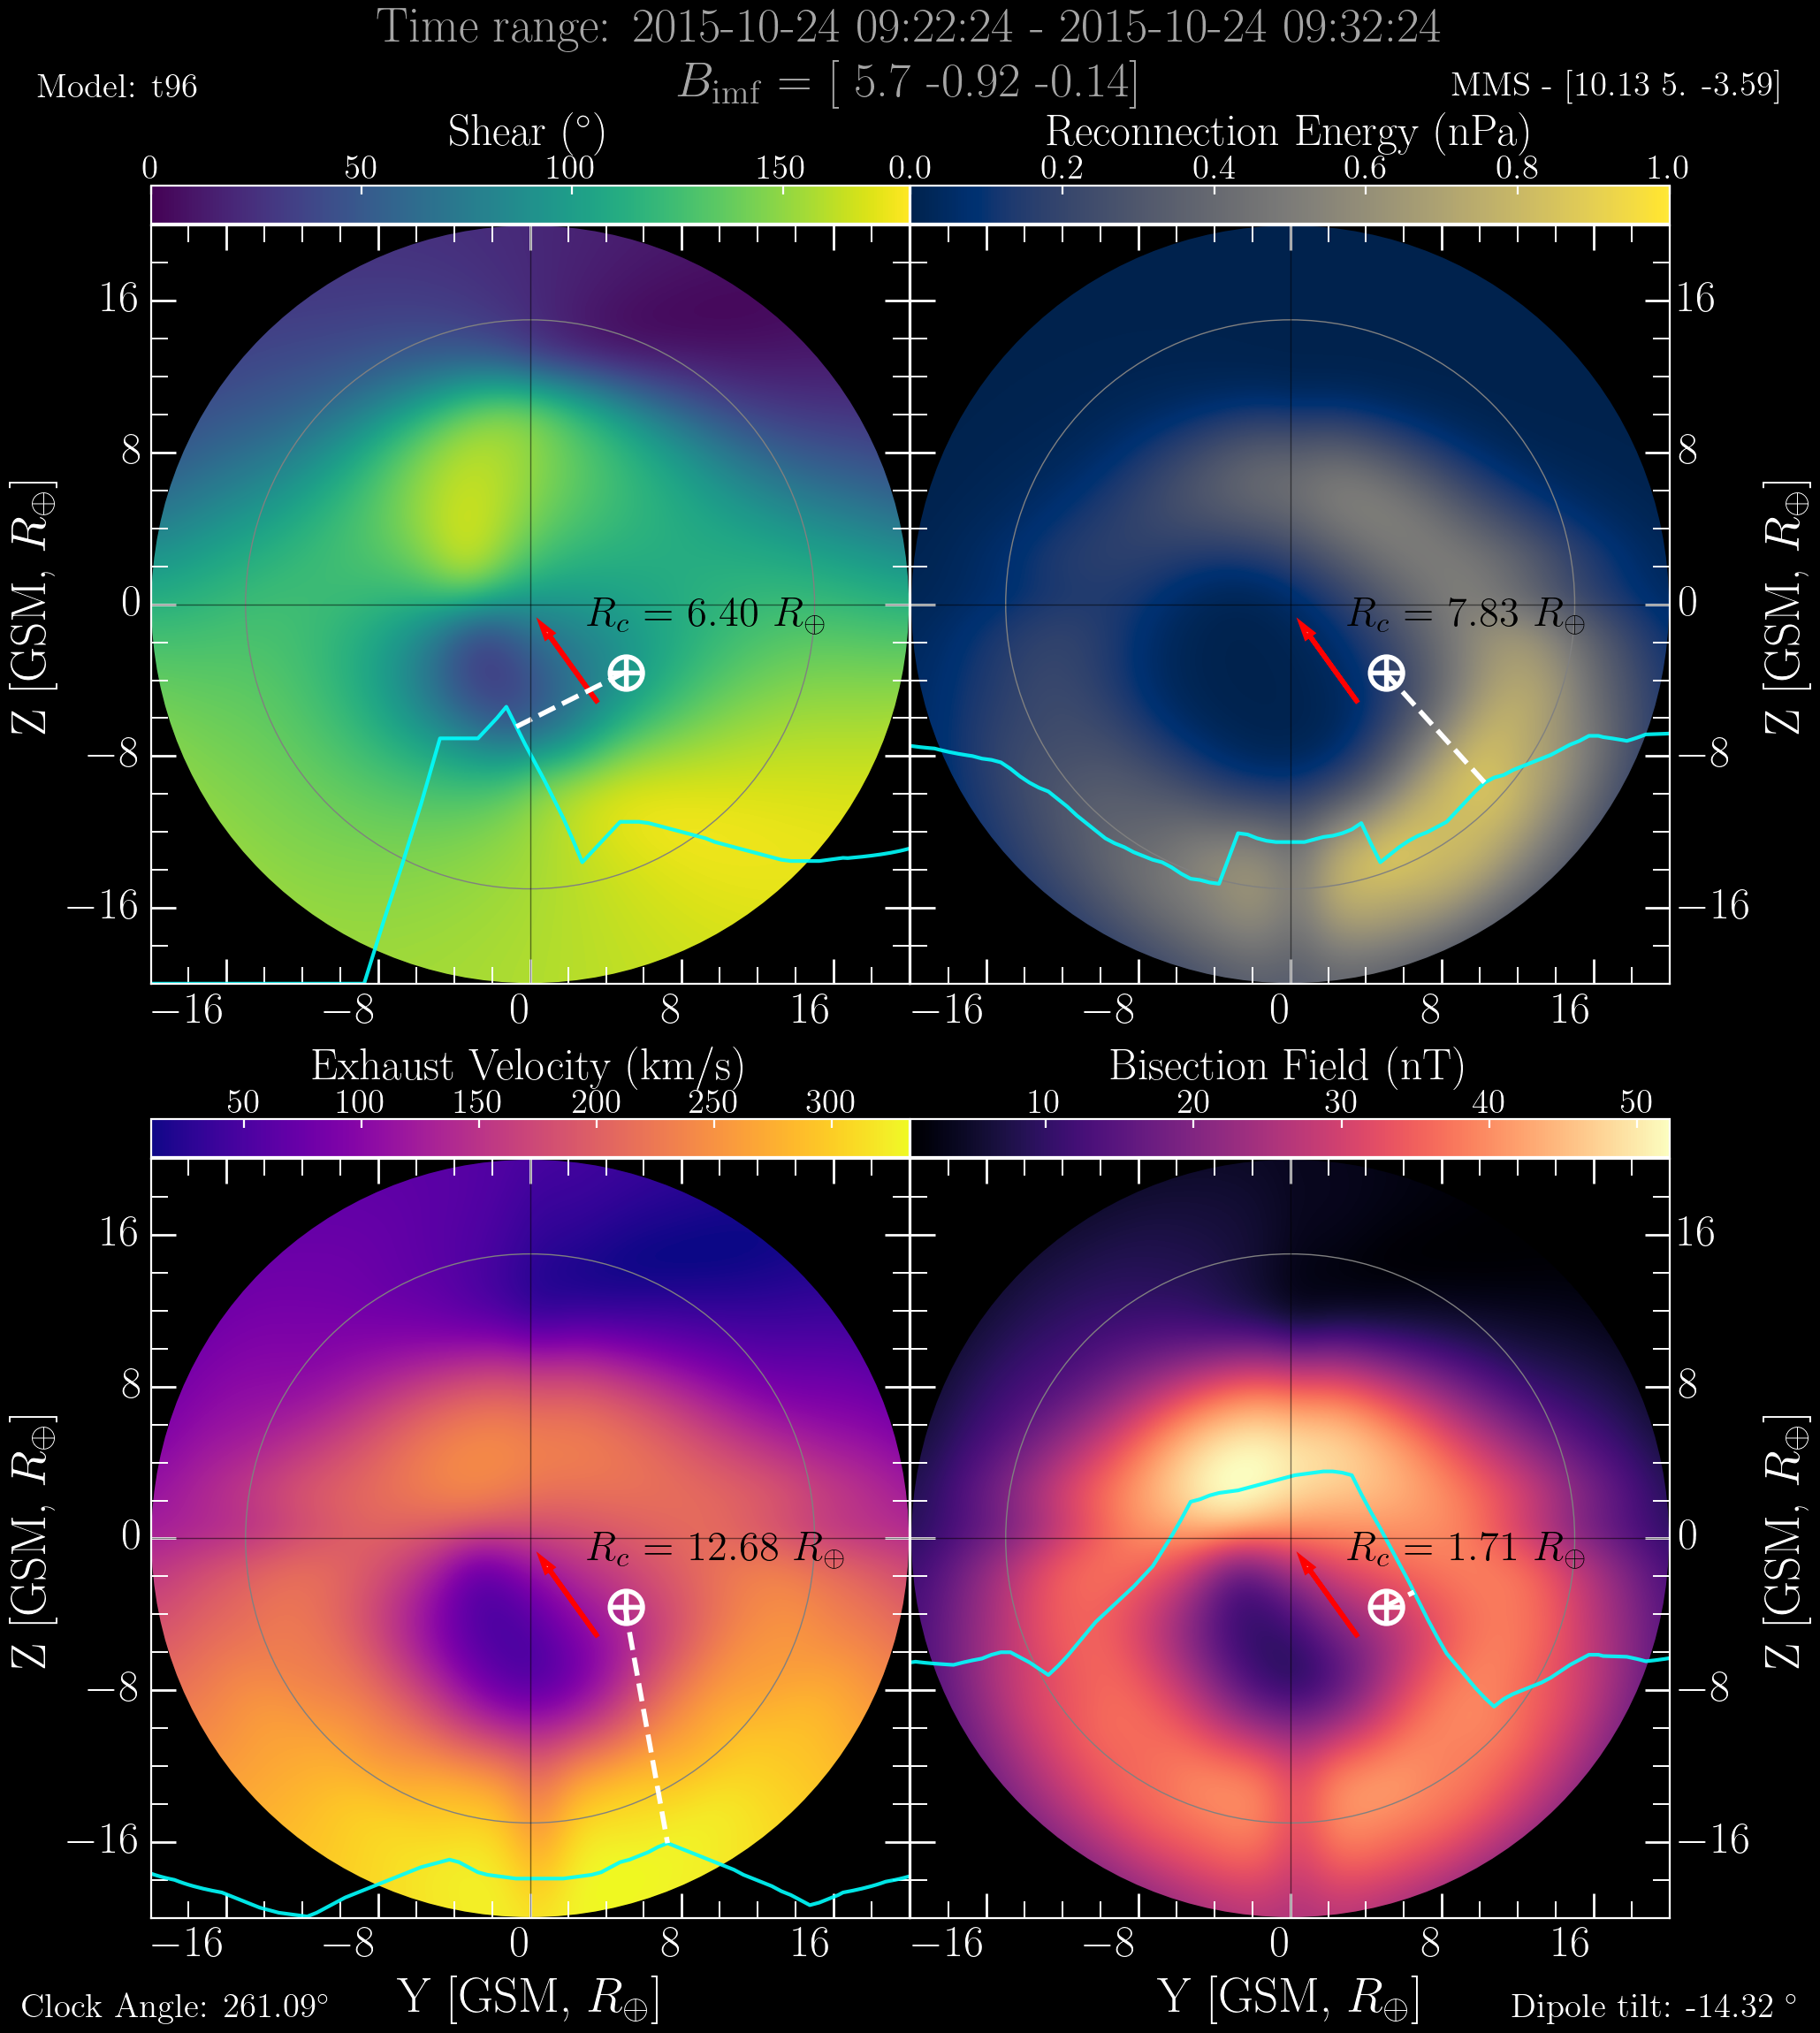 Time range: 2015-10-24 09:22:24 - 2015-10-24 09:32:24
Model: t96
B_imf = [ 5.7 -0.92 -0.14]
MMS - [10.13 5. -3.59]
Shear (°)
Reconnection Energy (nPa)
0 50 100 150
0.0 0.2 0.4 0.6 0.8 1.0
Z [GSM, R⊕]
16
8
0
−8
−16
R_c = 6.40 R⊕
R_c = 7.83 R⊕
16
8
0
−8
−16
Z [GSM, R⊕]
−16 −8 0 8 16
−16 −8 0 8 16
Exhaust Velocity (km/s)
Bisection Field (nT)
50 100 150 200 250 300
10 20 30 40 50
Z [GSM, R⊕]
16
8
0
−8
−16
R_c = 12.68 R⊕
R_c = 1.71 R⊕
16
8
0
−8
−16
Z [GSM, R⊕]
−16 −8 0 8 16
−16 −8 0 8 16
Y [GSM, R⊕]
Y [GSM, R⊕]
Clock Angle: 261.09°
Dipole tilt: -14.32 °